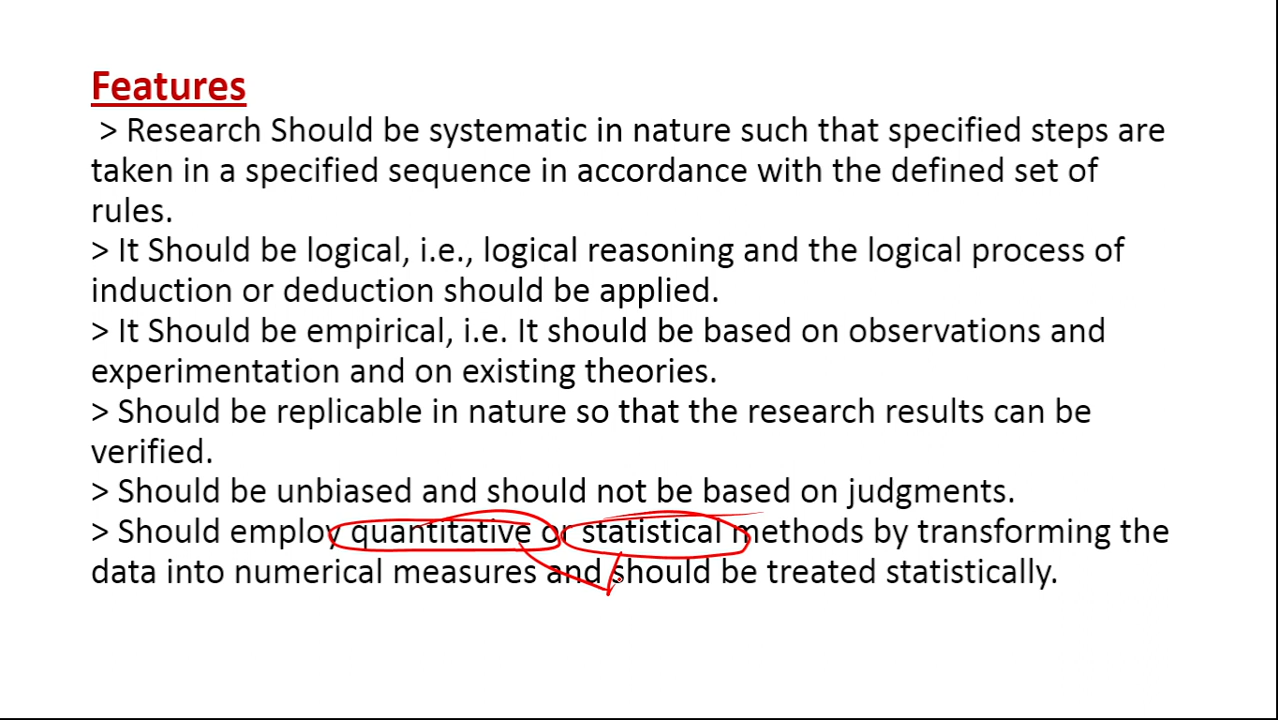 Features
> Research Should be systematic in nature such that specified steps are
taken in a specified sequence in accordance with the defined set of
rules.
> It Should be logical, i.e., logical reasoning and the logical process of
induction or deduction should be applied.
> It Should be empirical, i.e. It should be based on observations and
experimentation and on existing theories.
> Should be replicable in nature so that the research results can be
verified.
> Should be unbiased and should not be based on judgments.
> Should employ quantitative or statistical methods by transforming the
data into numerical measures and should be treated statistically.